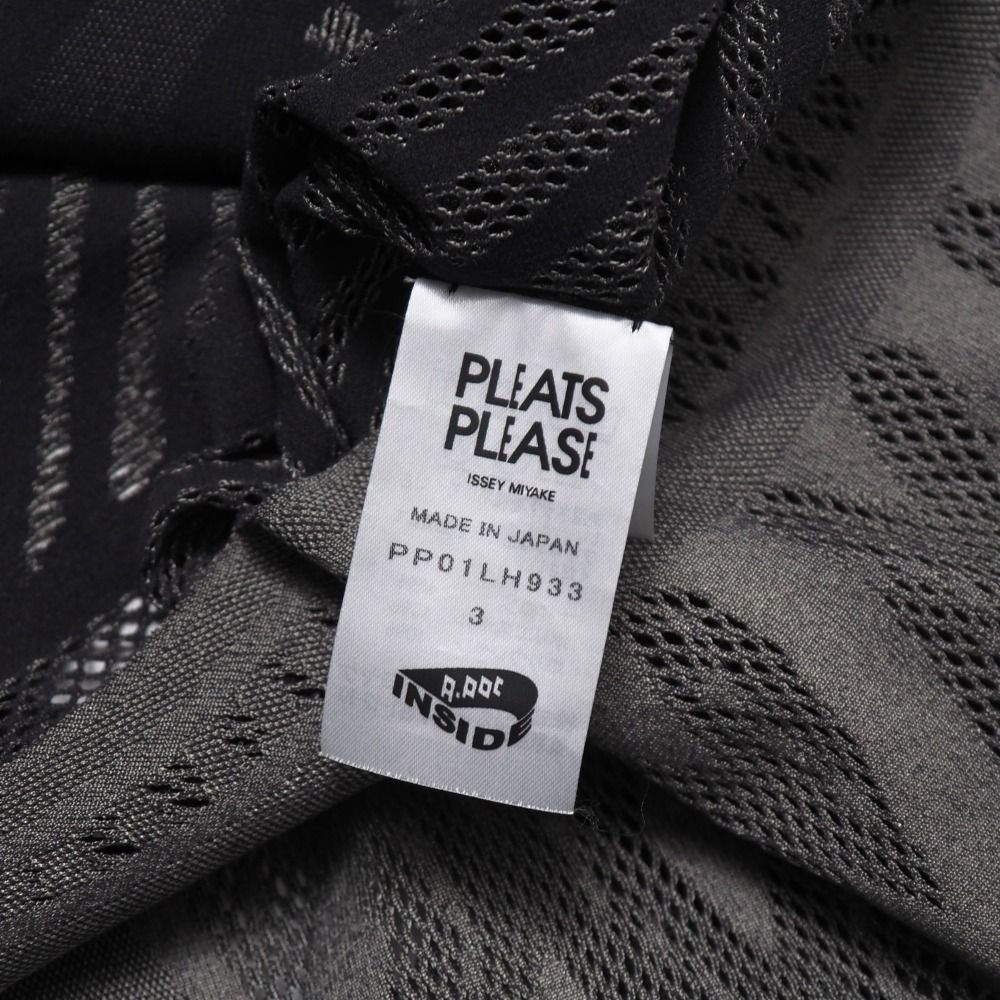 PLEATS
PLEASE
ISSEY MIYAKE
MADE IN JAPAN
PP01LH933
3
A.POC
INSIDE